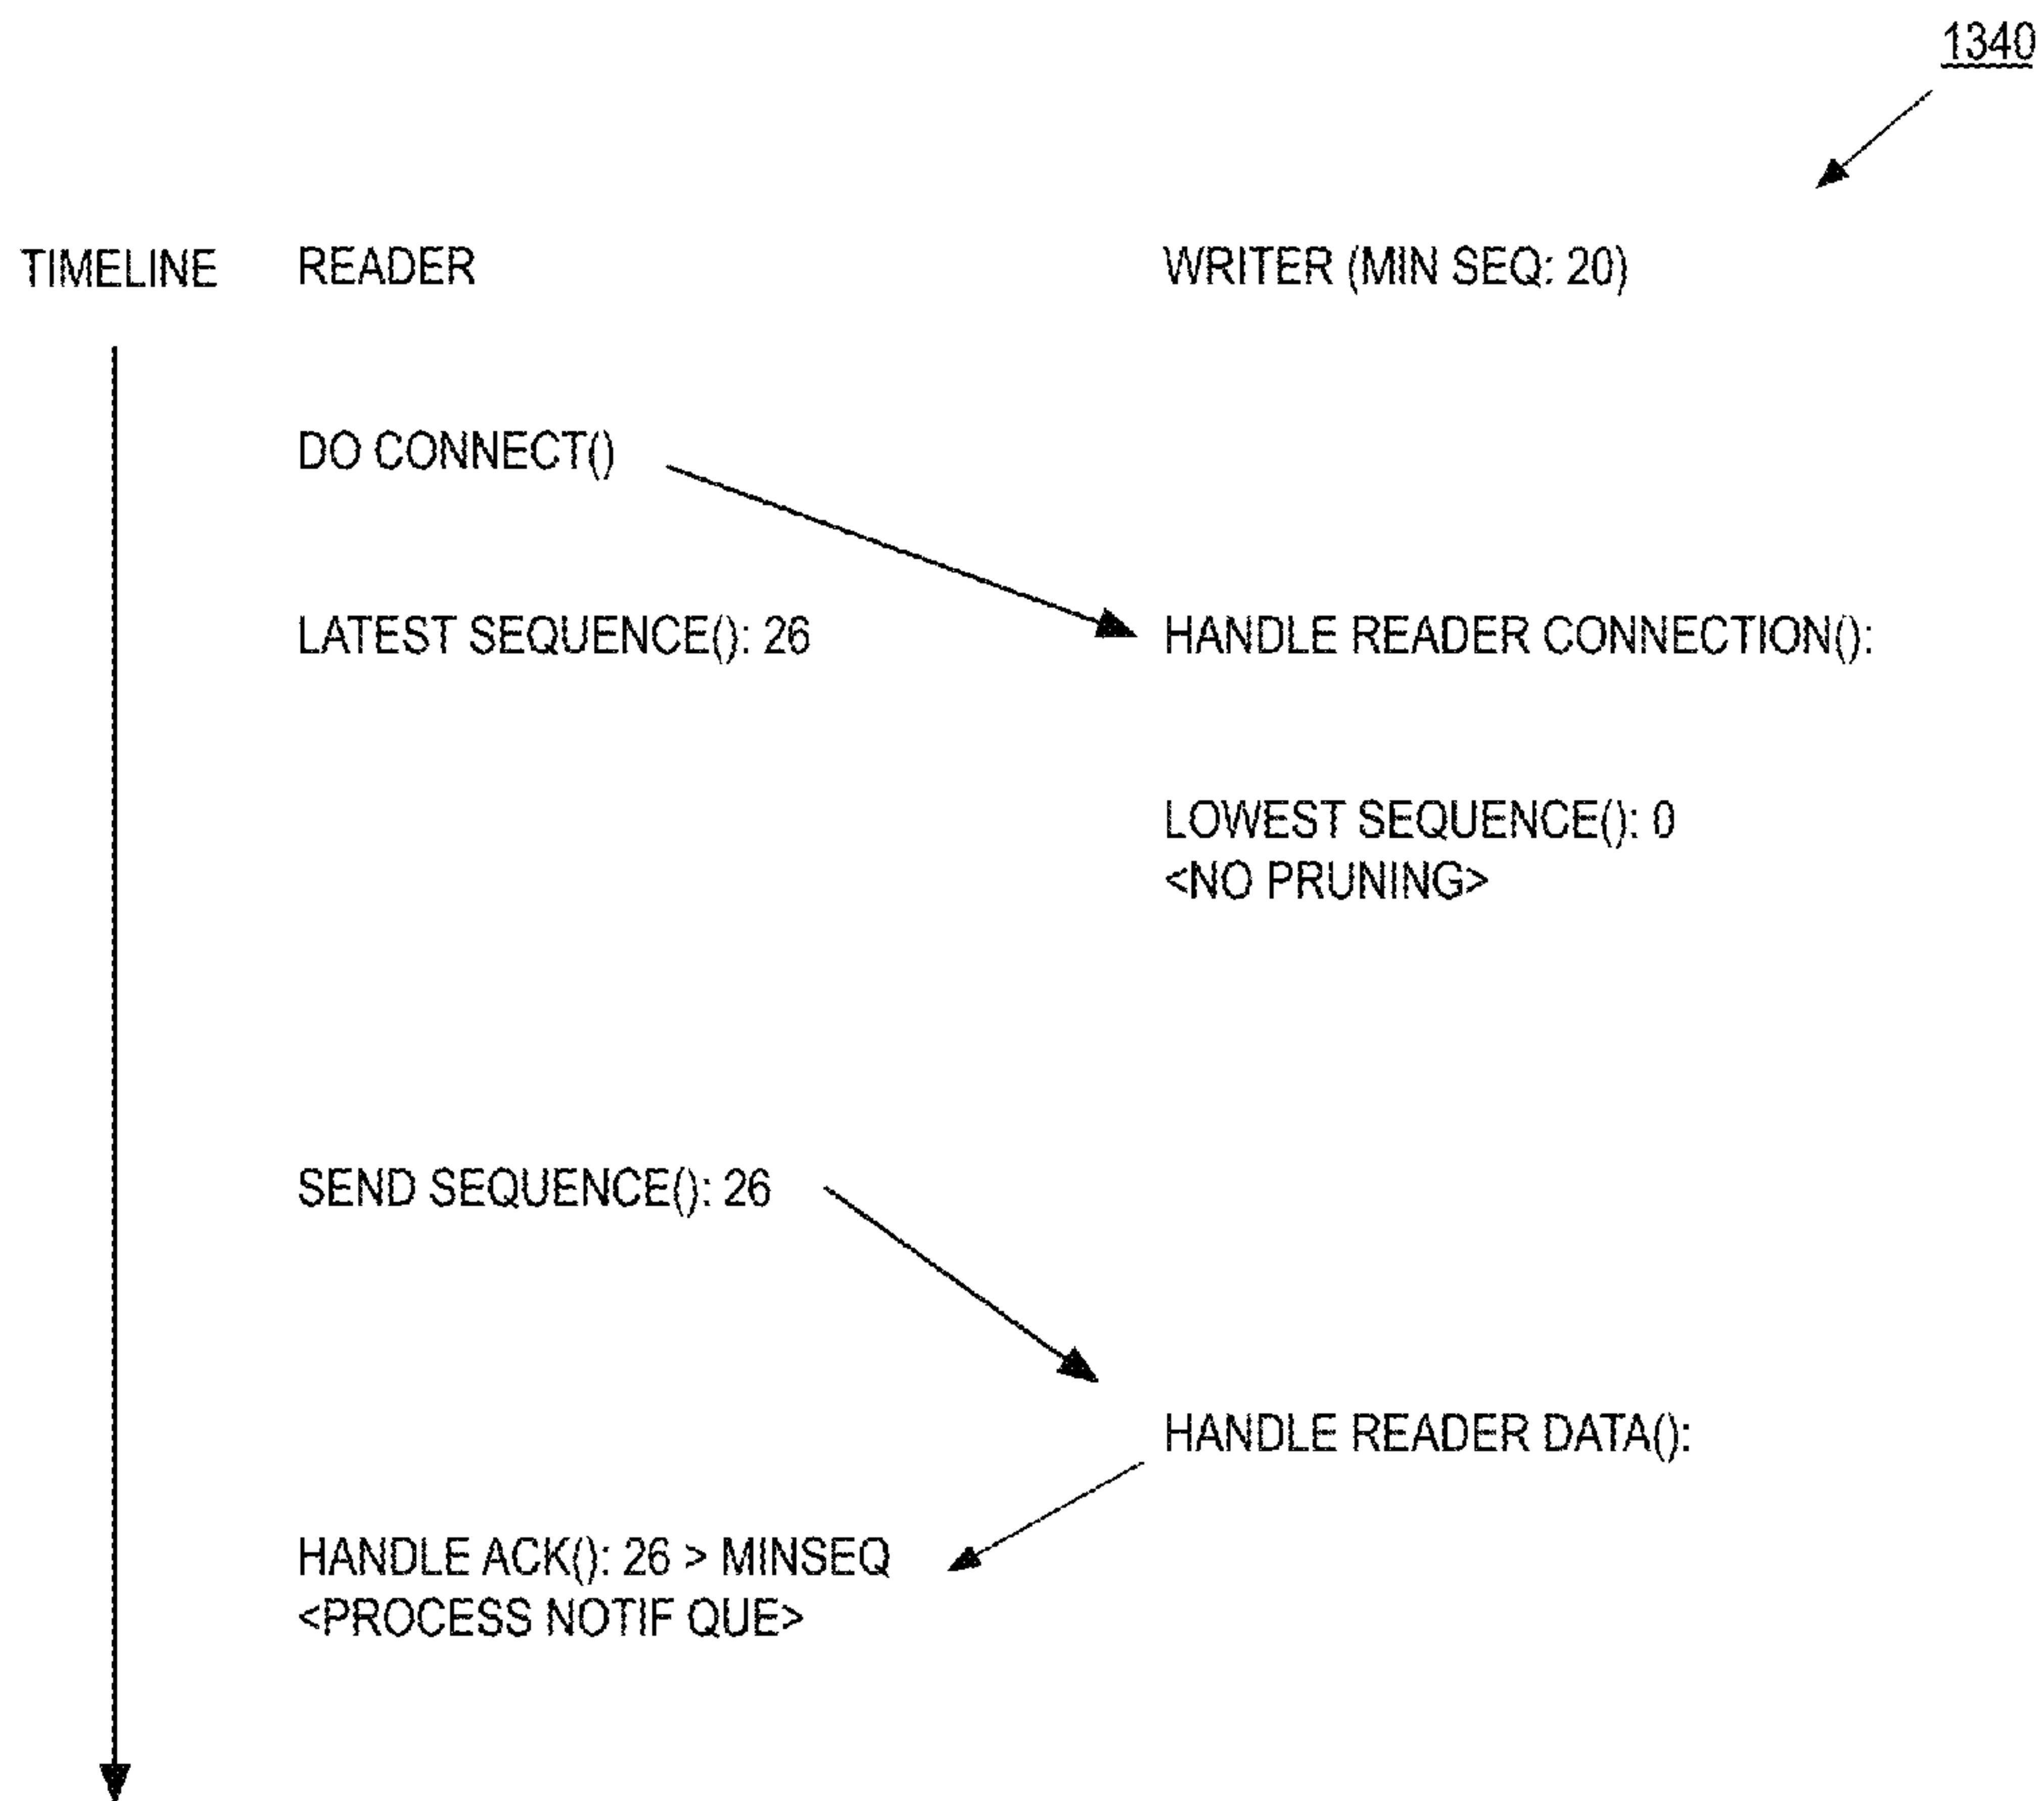 1340
TIMELINE READER WRITER (MIN SEQ: 20)
DO CONNECT()
LATEST SEQUENCE(): 26 HANDLE READER CONNECTION():
LOWEST SEQUENCE(): 0
<NO PRUNING>
SEND SEQUENCE(): 26
HANDLE READER DATA():
HANDLE ACK(): 26 > MINSEQ
<PROCESS NOTIF QUE>